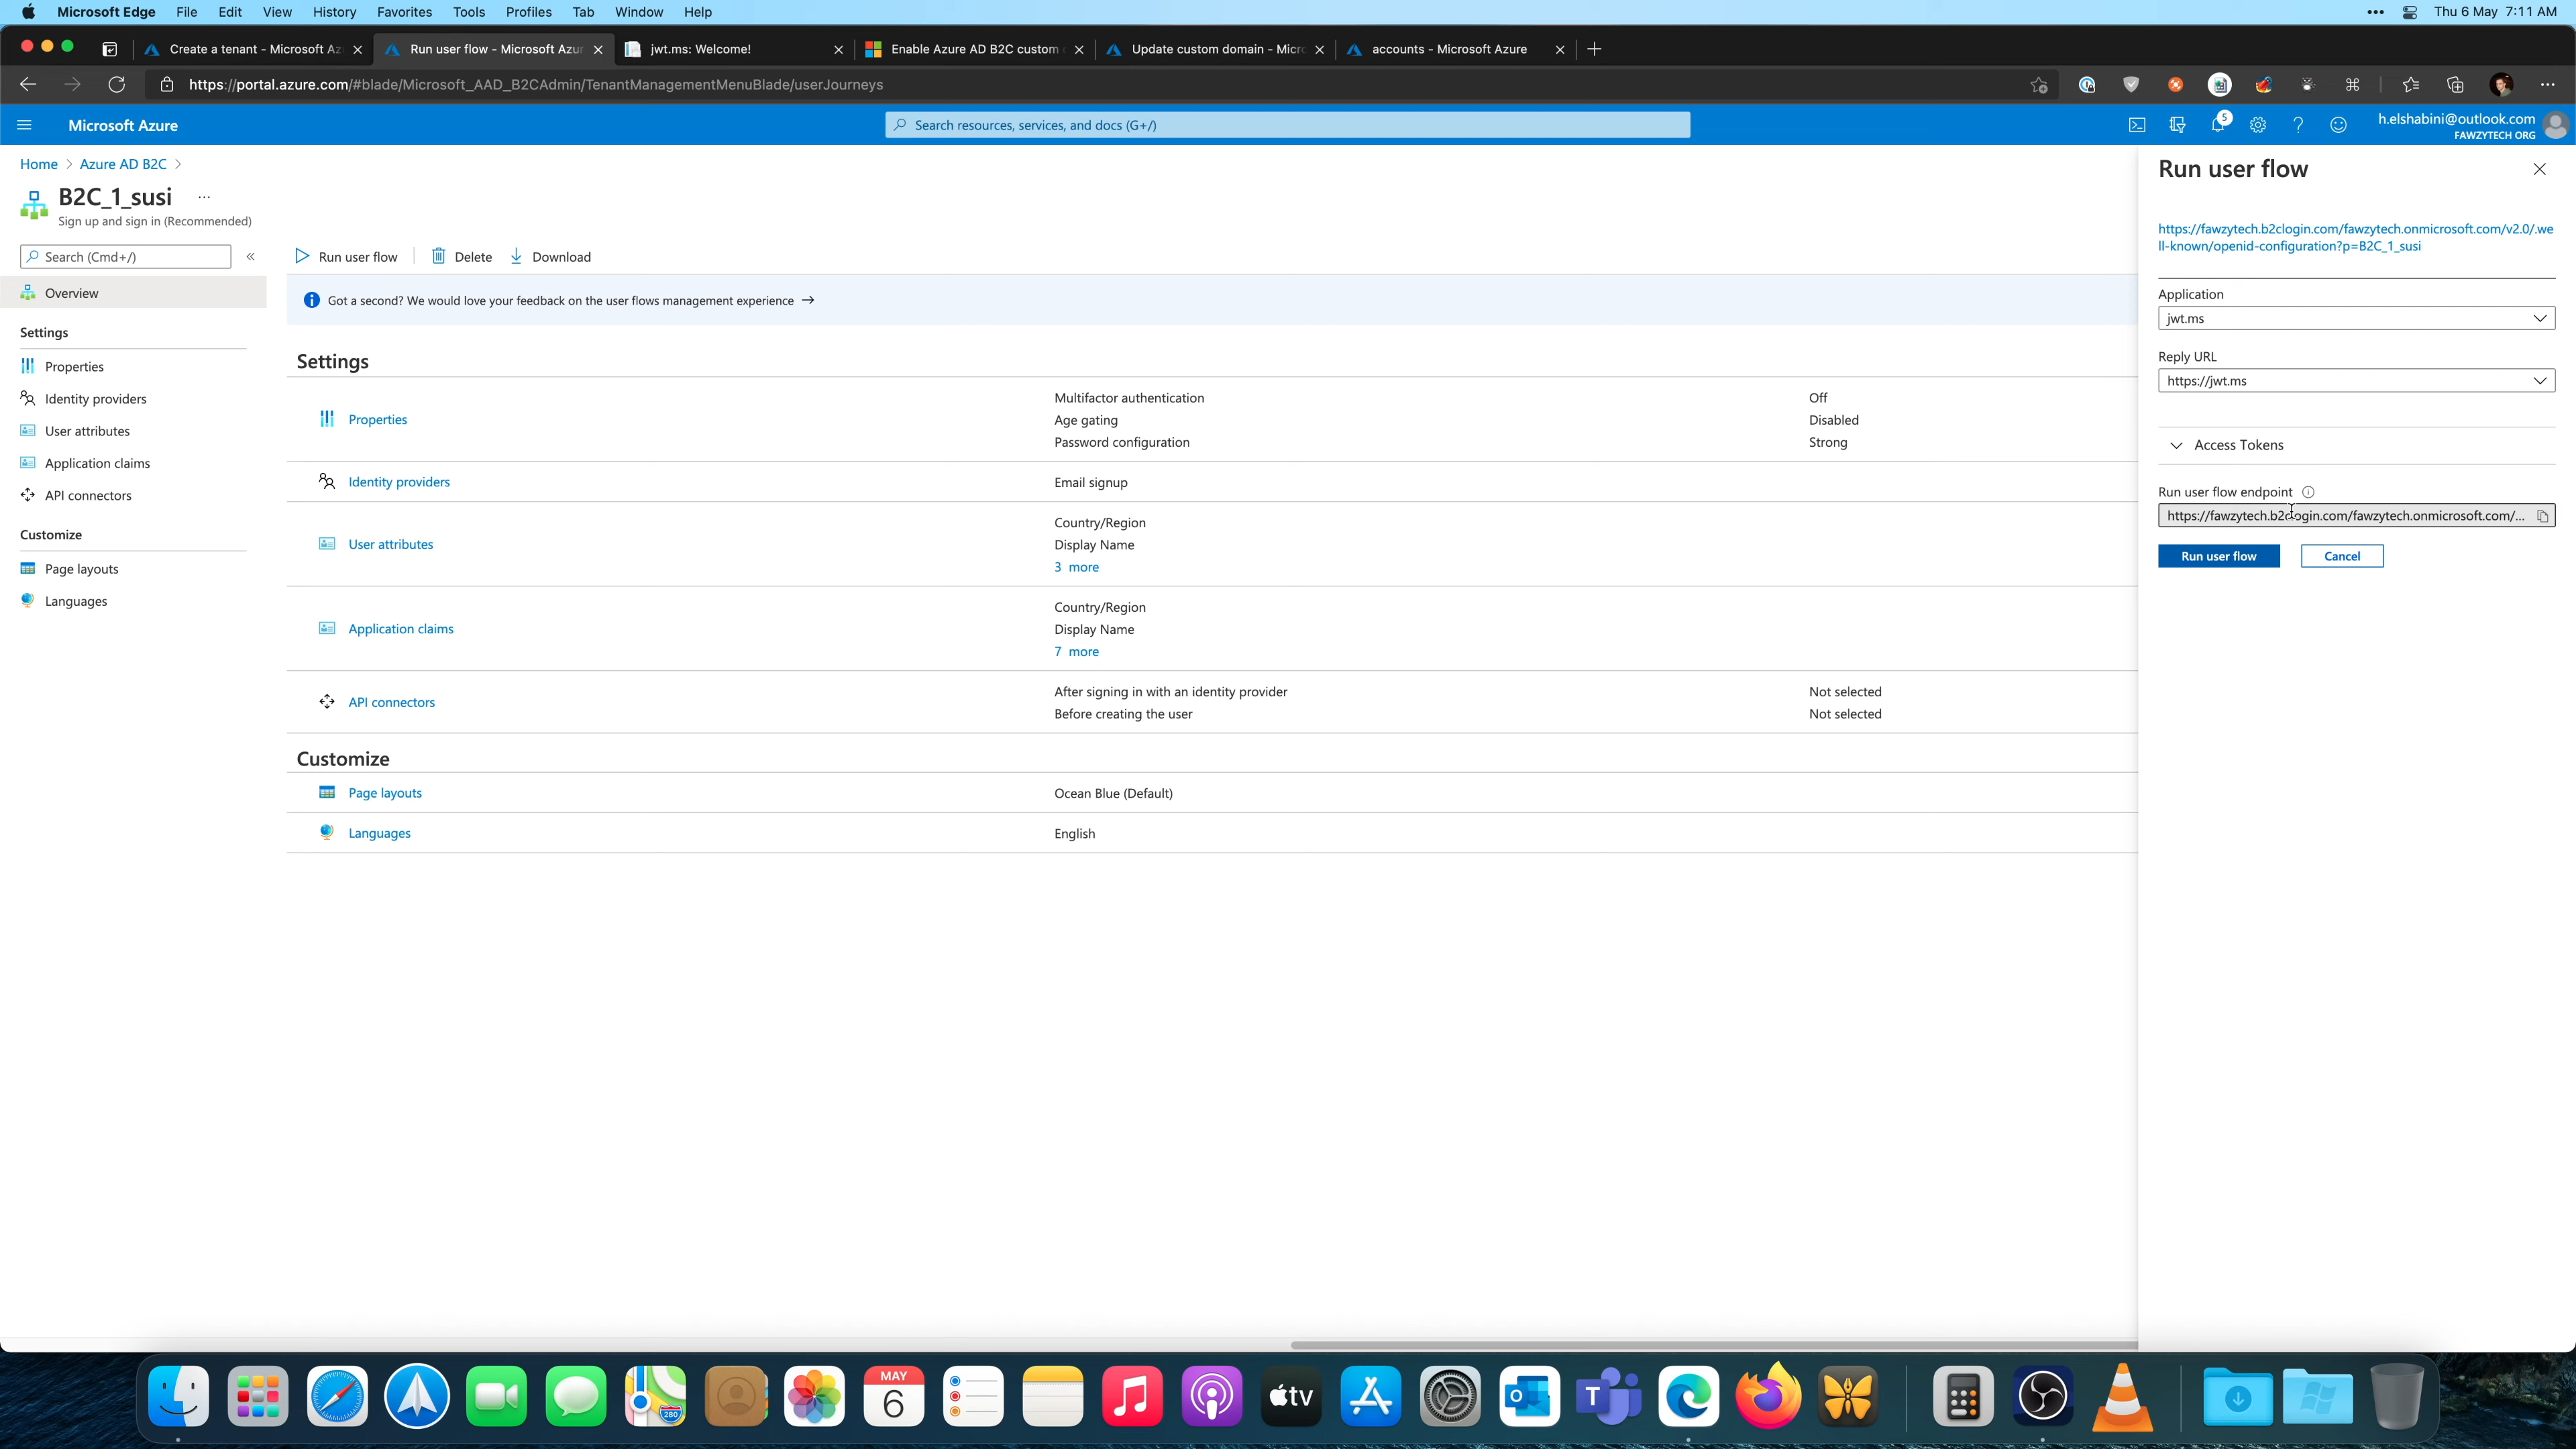 Microsoft Edge File Edit View History Favorites Tools Profiles Tab Window Help
••• Thu 6 May 7:11 AM
Create a tenant - Microsoft Az
Run user flow - Microsoft Azur
jwt.ms: Welcome!
Enable Azure AD B2C custom
Update custom domain - Micro
accounts - Microsoft Azure
https://portal.azure.com/#blade/Microsoft_AAD_B2CAdmin/TenantManagementMenuBlade/userJourneys
Microsoft Azure
Search resources, services, and docs (G+/)
5
h.elshabini@outlook.com
FAWZYTECH ORG
Home > Azure AD B2C >
B2C_1_susi ...
Sign up and sign in (Recommended)
Search (Cmd+/)
«
Overview
Settings
Properties
Identity providers
User attributes
Application claims
API connectors
Customize
Page layouts
Languages
Run user flow
Delete
Download
Got a second? We would love your feedback on the user flows management experience →
Settings
Properties
Multifactor authentication Off
Age gating Disabled
Password configuration Strong
Identity providers
Email signup
User attributes
Country/Region
Display Name
3 more
Application claims
Country/Region
Display Name
7 more
API connectors
After signing in with an identity provider Not selected
Before creating the user Not selected
Customize
Page layouts
Ocean Blue (Default)
Languages
English
Run user flow
https://fawzytech.b2clogin.com/fawzytech.onmicrosoft.com/v2.0/.we
ll-known/openid-configuration?p=B2C_1_susi
Application
jwt.ms
Reply URL
https://jwt.ms
Access Tokens
Run user flow endpoint
https://fawzytech.b2clogin.com/fawzytech.onmicrosoft.com/...
Run user flow
Cancel
280
MAY
6
tv
O
T